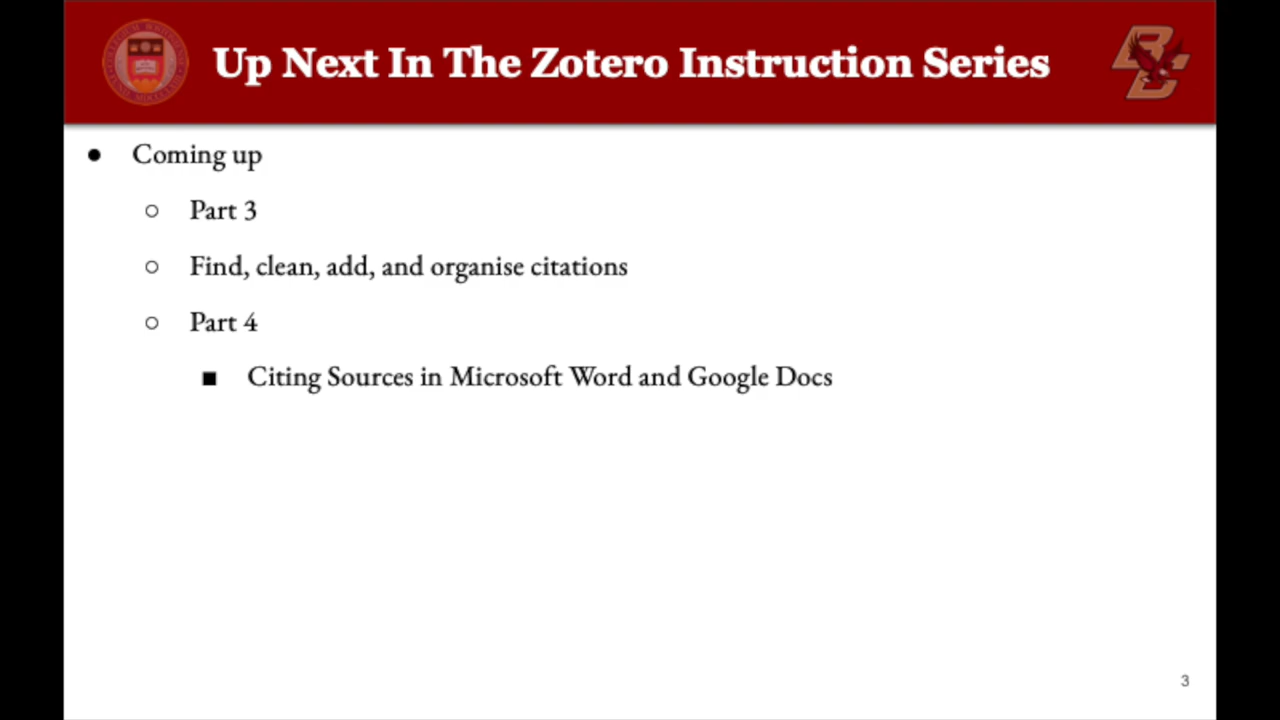 Up Next In The Zotero Instruction Series
● Coming up
○ Part 3
○ Find, clean, add, and organise citations
○ Part 4
■ Citing Sources in Microsoft Word and Google Docs
3